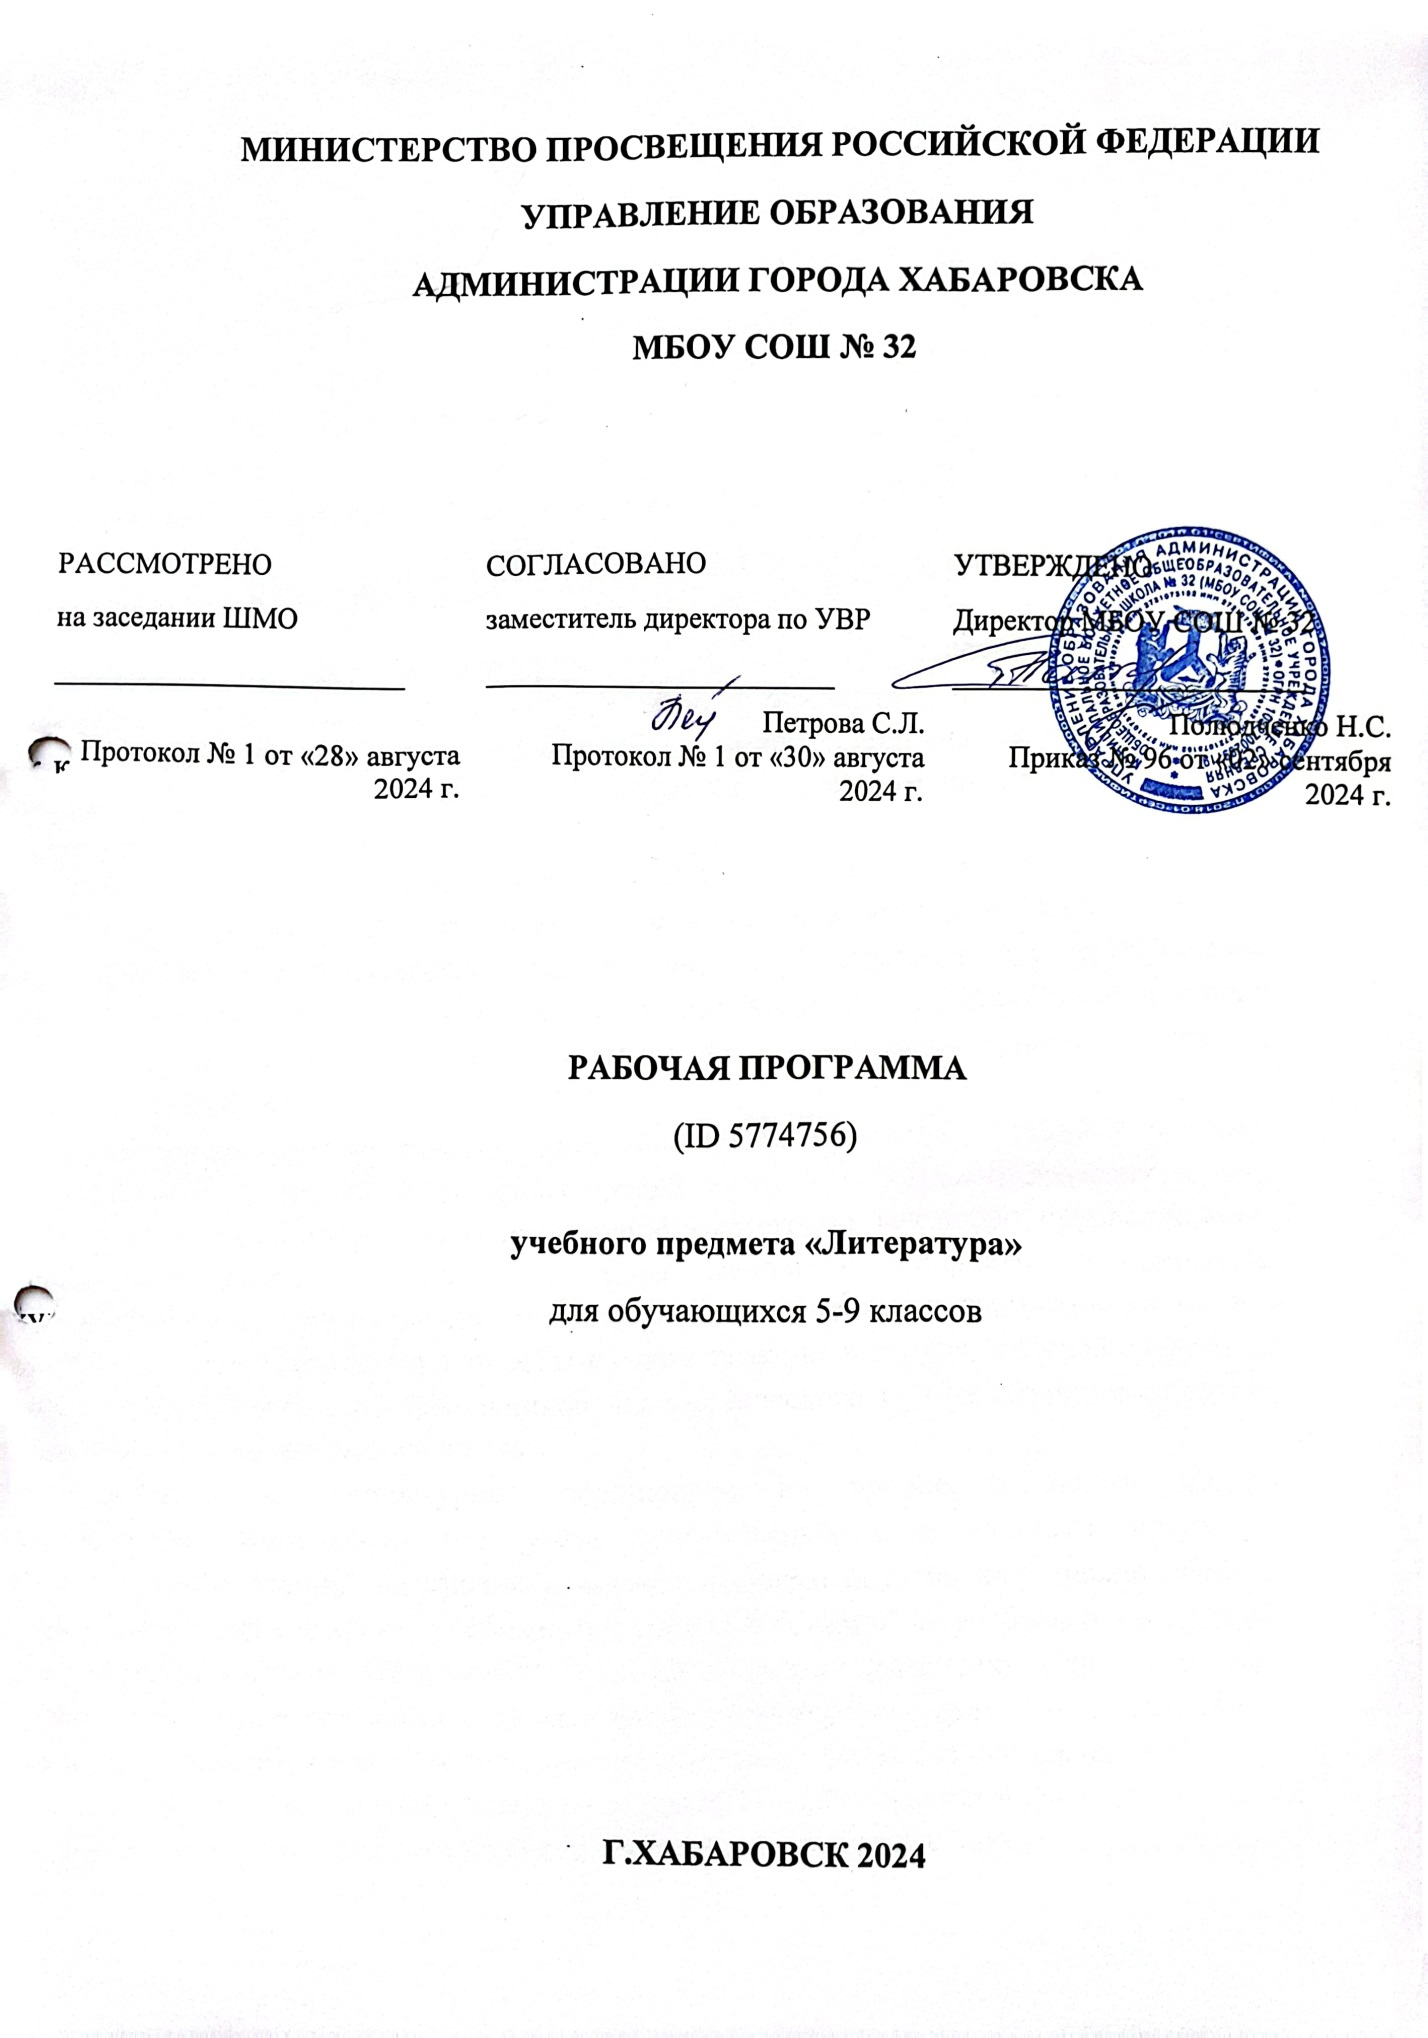 МИНИСТЕРСТВО ПРОСВЕЩЕНИЯ РОССИЙСКОЙ ФЕДЕРАЦИИ
УПРАВЛЕНИЕ ОБРАЗОВАНИЯ
АДМИНИСТРАЦИИ ГОРОДА ХАБАРОВСКА
МБОУ СОШ № 32
РАССМОТРЕНО
на заседании ШМО
Протокол № 1 от «28» августа
2024 г.
СОГЛАСОВАНО
заместитель директора по УВР
Петрова С.Л.
Протокол № 1 от «30» августа
2024 г.
УТВЕРЖДЕНО
Директор МБОУ СОШ № 32
Полюдченко Н.С.
Приказ № 96 от «02» сентября
2024 г.
РАБОЧАЯ ПРОГРАММА
(ID 5774756)
учебного предмета «Литература»
для обучающихся 5-9 классов
Г.ХАБАРОВСК 2024